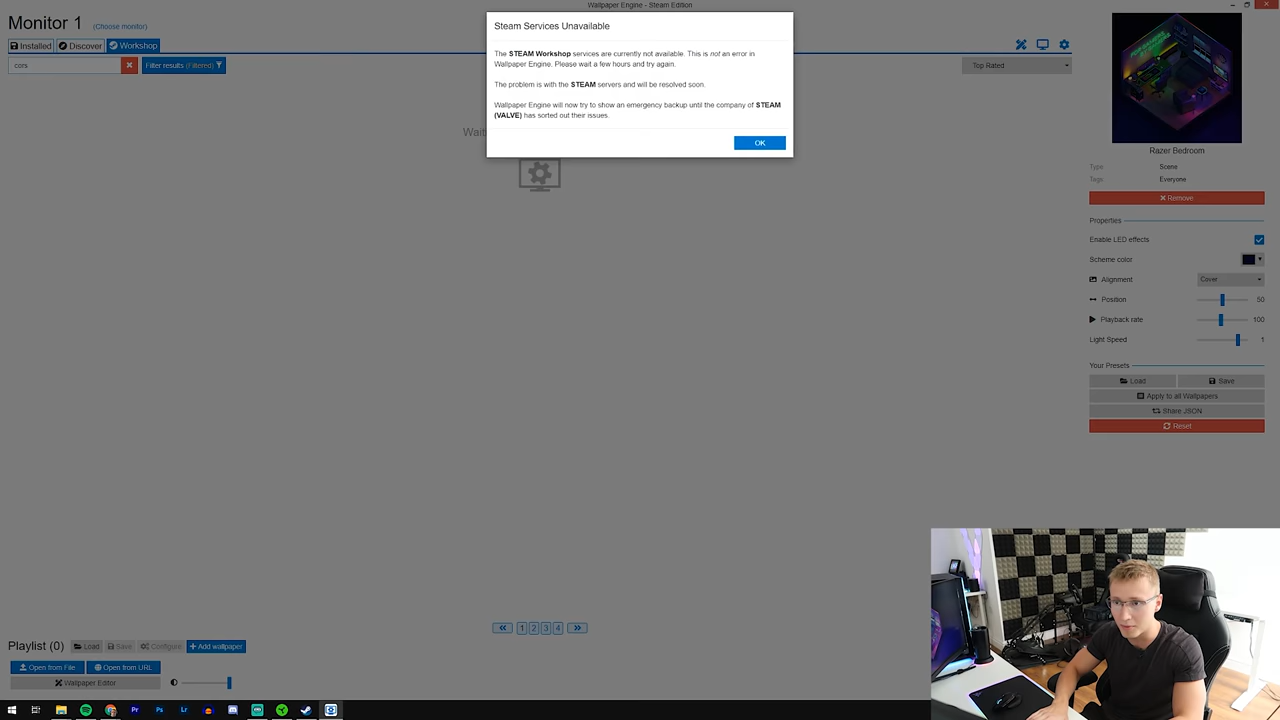 Wallpaper Engine - Steam Edition
Monitor 1 (Choose monitor)
Installed Discover Workshop
cors Filter results (Filtered) Top Rated
Steam Services Unavailable
The STEAM Workshop services are currently not available. This is not an error in
Wallpaper Engine. Please wait a few hours and try again.
The problem is with the STEAM servers and will be resolved soon.
Wallpaper Engine will now try to show an emergency backup until the company of STEAM
(VALVE) has sorted out their issues.
OK
Razer Bedroom
Type Scene
Tags Everyone
Remove
Properties
Enable LED effects
Scheme color
Alignment Cover
Position 50
Playback rate 100
Light Speed 1
Your Presets
Load Save
Apply to all Wallpapers
Share JSON
Reset
1 2 3 4
Playlist (0) Load Save Configure Add wallpaper
Open from File Open from URL
Wallpaper Editor